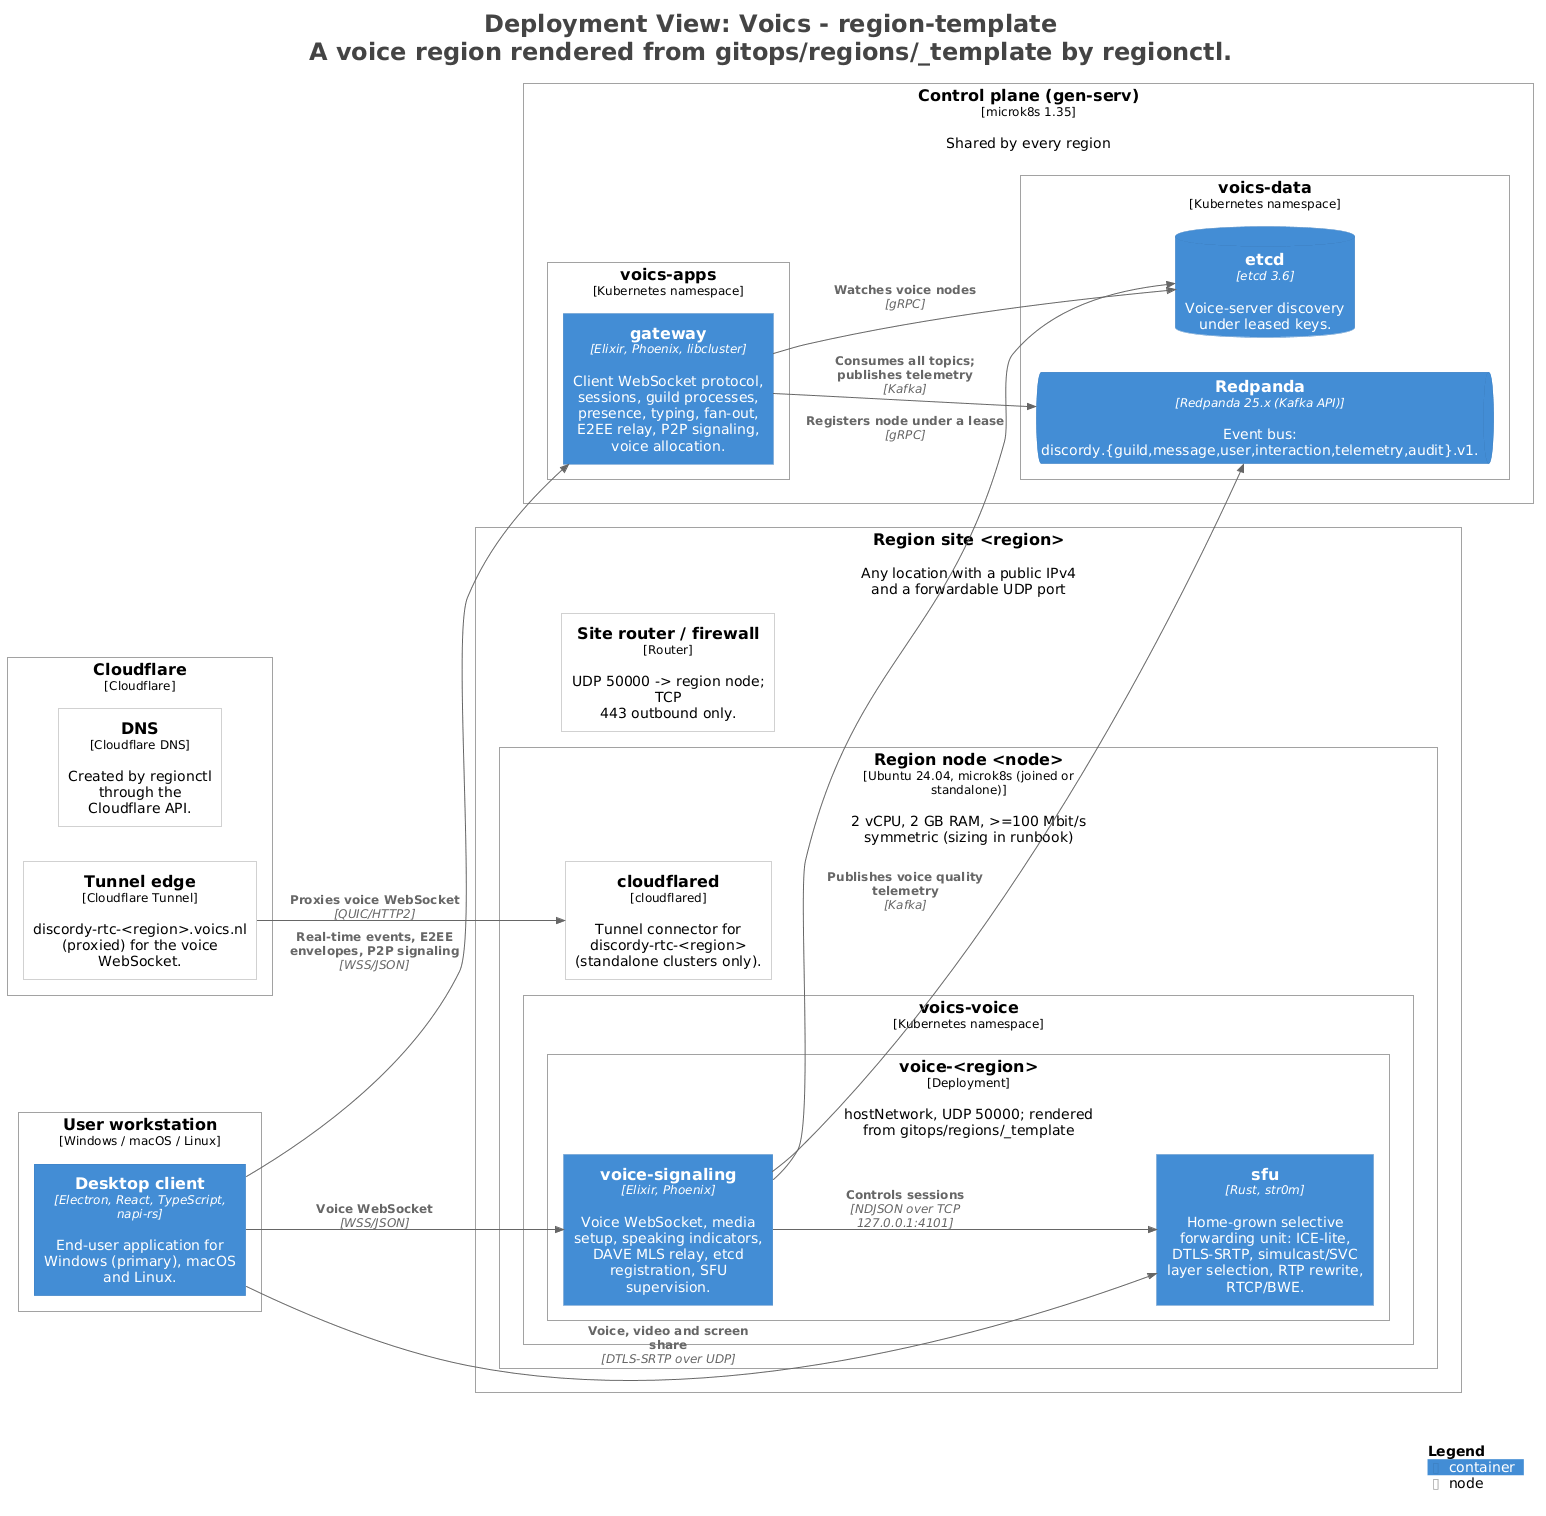 Deployment View: Voics - region-template
A voice region rendered from gitops/regions/_template by regionctl.
Control plane (gen-serv)
[microk8s 1.35]
Shared by every region
voics-data
[Kubernetes namespace]
etcd
[etcd 3.6]
Voice-server discovery
under leased keys.
voics-apps
[Kubernetes namespace]
gateway
[Elixir, Phoenix, libcluster]
Client WebSocket protocol,
sessions, guild processes,
presence, typing, fan-out,
E2EE relay, P2P signaling,
voice allocation.
Watches voice nodes
[gRPC]
Consumes all topics;
publishes telemetry
[Kafka]
Registers node under a lease
[gRPC]
Redpanda
[Redpanda 25.x (Kafka API)]
Event bus:
discordy.{guild,message,user,interaction,telemetry,audit}.v1.
Region site <region>
Any location with a public IPv4
and a forwardable UDP port
Site router / firewall
[Router]
UDP 50000 -> region node;
TCP
443 outbound only.
Cloudflare
[Cloudflare]
DNS
[Cloudflare DNS]
Created by regionctl
through the
Cloudflare API.
Tunnel edge
[Cloudflare Tunnel]
discordy-rtc-<region>.voics.nl
(proxied) for the voice
WebSocket.
Proxies voice WebSocket
[QUIC/HTTP2]
Real-time events, E2EE
envelopes, P2P signaling
[WSS/JSON]
Region node <node>
[Ubuntu 24.04, microk8s (joined or
standalone)]
2 vCPU, 2 GB RAM, >=100 Mbit/s
symmetric (sizing in runbook)
cloudflared
[cloudflared]
Tunnel connector for
discordy-rtc-<region>
(standalone clusters only).
Publishes voice quality
telemetry
[Kafka]
voics-voice
[Kubernetes namespace]
voice-<region>
[Deployment]
hostNetwork, UDP 50000; rendered
from gitops/regions/_template
User workstation
[Windows / macOS / Linux]
Desktop client
[Electron, React, TypeScript,
napi-rs]
End-user application for
Windows (primary), macOS
and Linux.
Voice WebSocket
[WSS/JSON]
voice-signaling
[Elixir, Phoenix]
Voice WebSocket, media
setup, speaking indicators,
DAVE MLS relay, etcd
registration, SFU
supervision.
Controls sessions
[NDJSON over TCP
127.0.0.1:4101]
sfu
[Rust, str0m]
Home-grown selective
forwarding unit: ICE-lite,
DTLS-SRTP, simulcast/SVC
layer selection, RTP rewrite,
RTCP/BWE.
Voice, video and screen
share
[DTLS-SRTP over UDP]
Legend
container
node